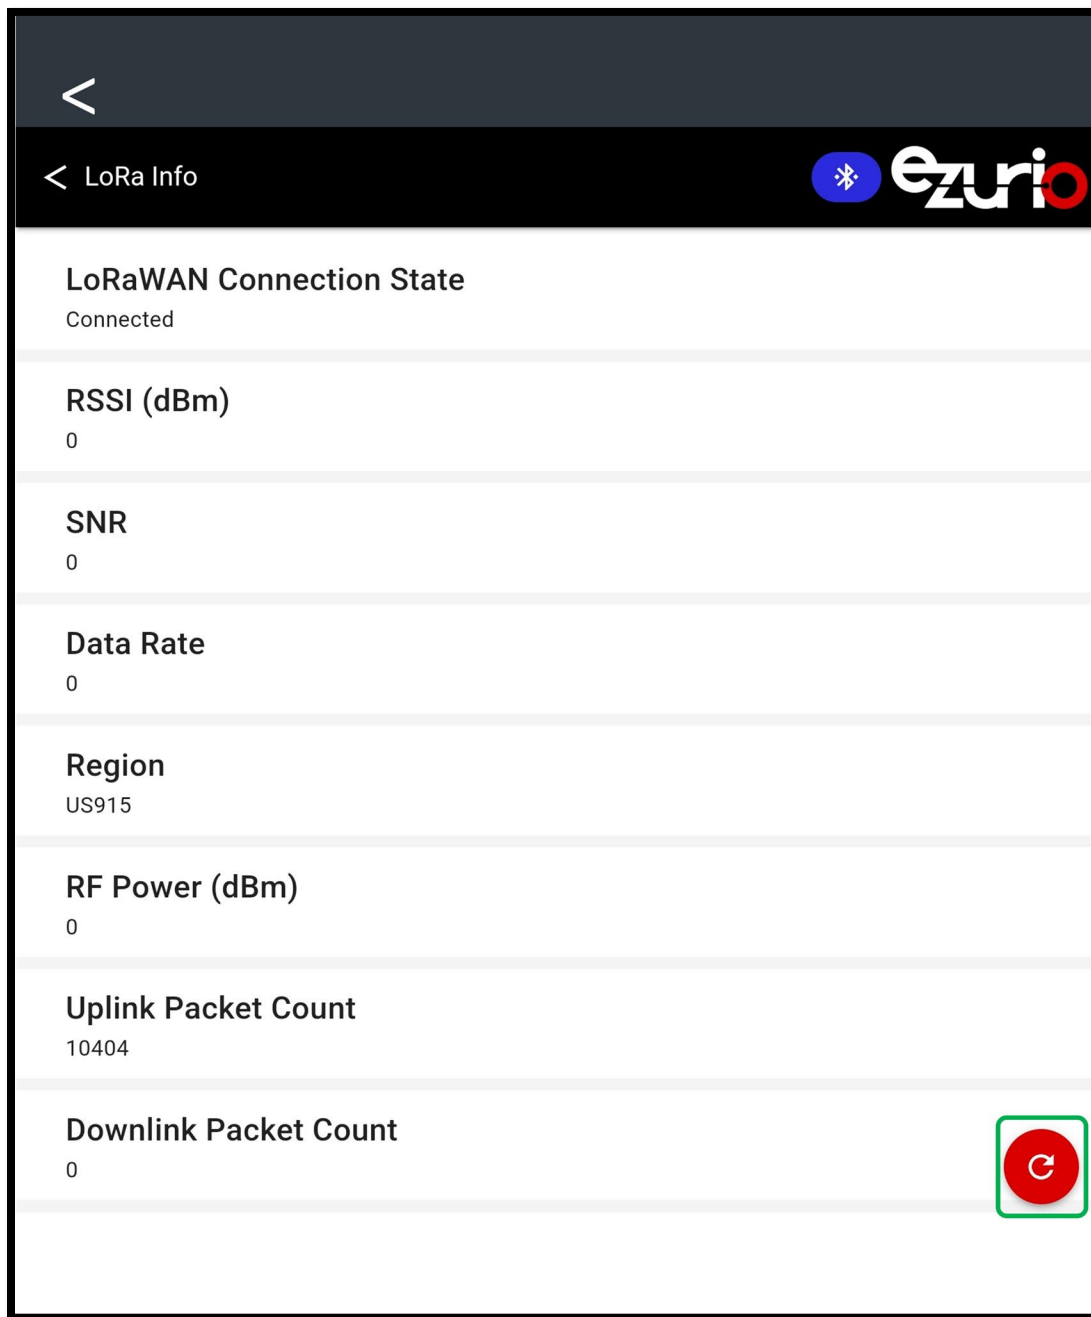 <
< LoRa Info
ezurio
LoRaWAN Connection State
Connected
RSSI (dBm)
0
SNR
0
Data Rate
0
Region
US915
RF Power (dBm)
0
Uplink Packet Count
10404
Downlink Packet Count
0